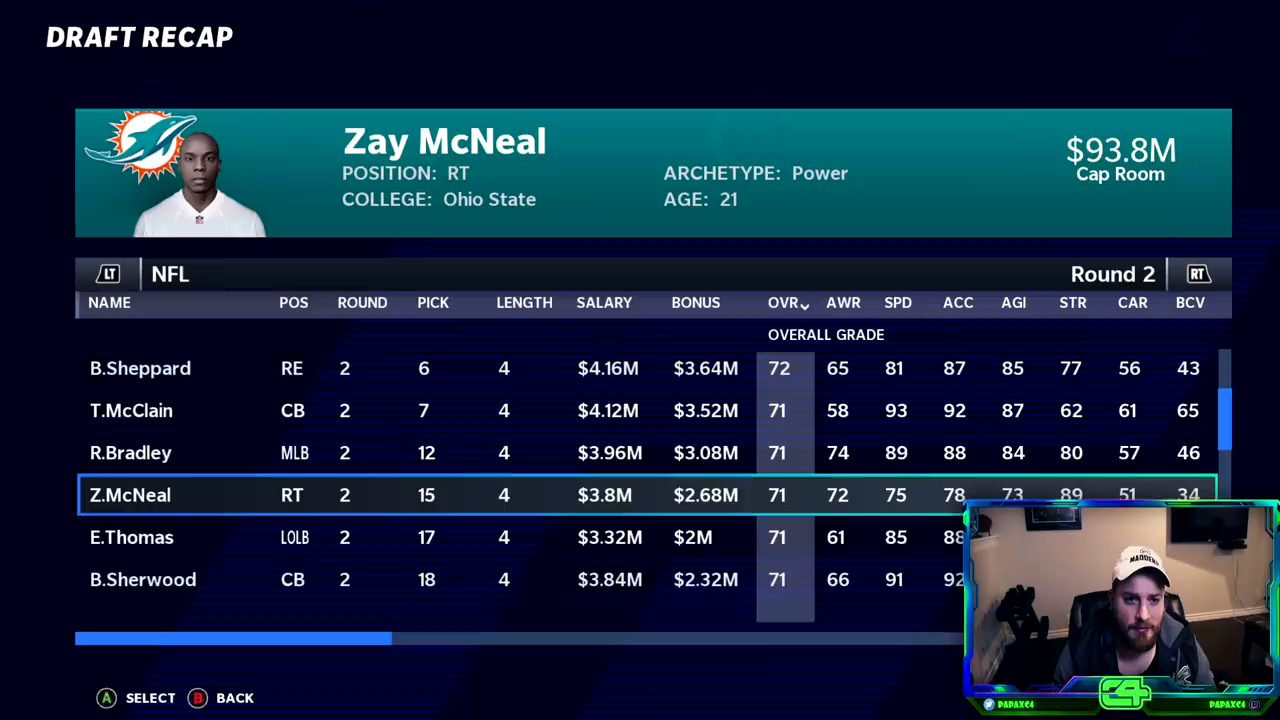 DRAFT RECAP
Zay McNeal
POSITION: RT ARCHETYPE: Power
COLLEGE: Ohio State AGE: 21
$93.8M
Cap Room
LT NFL Round 2 RT
NAME POS ROUND PICK LENGTH SALARY BONUS OVR AWR SPD ACC AGI STR CAR BCV
OVERALL GRADE
B.Sheppard RE 2 6 4 $4.16M $3.64M 72 65 81 87 85 77 56 43
T.McClain CB 2 7 4 $4.12M $3.52M 71 58 93 92 87 62 61 65
R.Bradley MLB 2 12 4 $3.96M $3.08M 71 74 89 88 84 80 57 46
Z.McNeal RT 2 15 4 $3.8M $2.68M 71 72 75 78 73 89 51 34
E.Thomas LOLB 2 17 4 $3.32M $2M 71 61 85 88
B.Sherwood CB 2 18 4 $3.84M $2.32M 71 66 91 92
A SELECT B BACK
MADDEN
C4
PAPAXC4 PAPAXC4